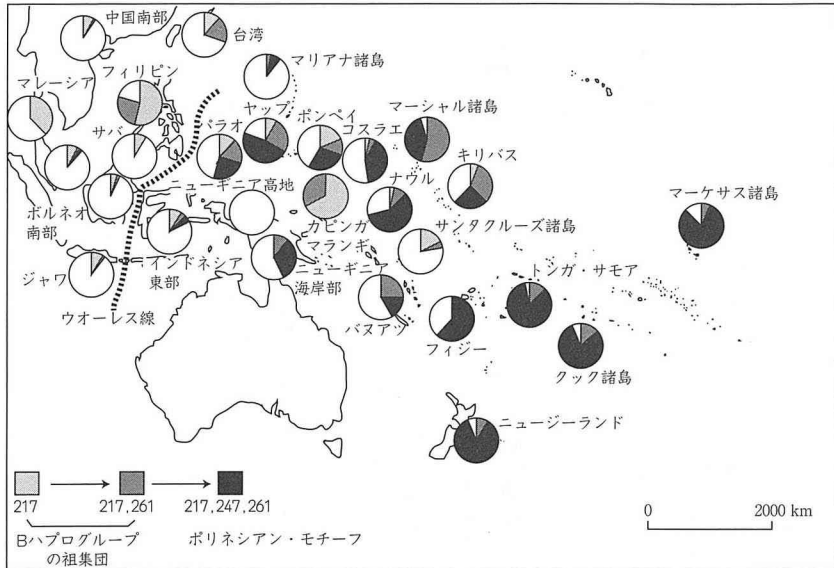 中国南部
台湾
マリアナ諸島
マレーシア
フィリピン
サバ
パラオ
ヤップ
ポンペイ
コスラエ
マーシャル諸島
キリバス
ナウル
マーケサス諸島
ニューギニア高地
カピンガ
マランギ
サンタクルーズ諸島
ボルネオ
南部
インドネシア
東部
ニューギニア
海岸部
トンガ・サモア
ジャワ
ウオーレス線
バヌアツ
フィジー
クック諸島
ニュージーランド
217
217,261
217,247,261
Bハプログループ
の祖集団
ポリネシアン・モチーフ
0
2000 km